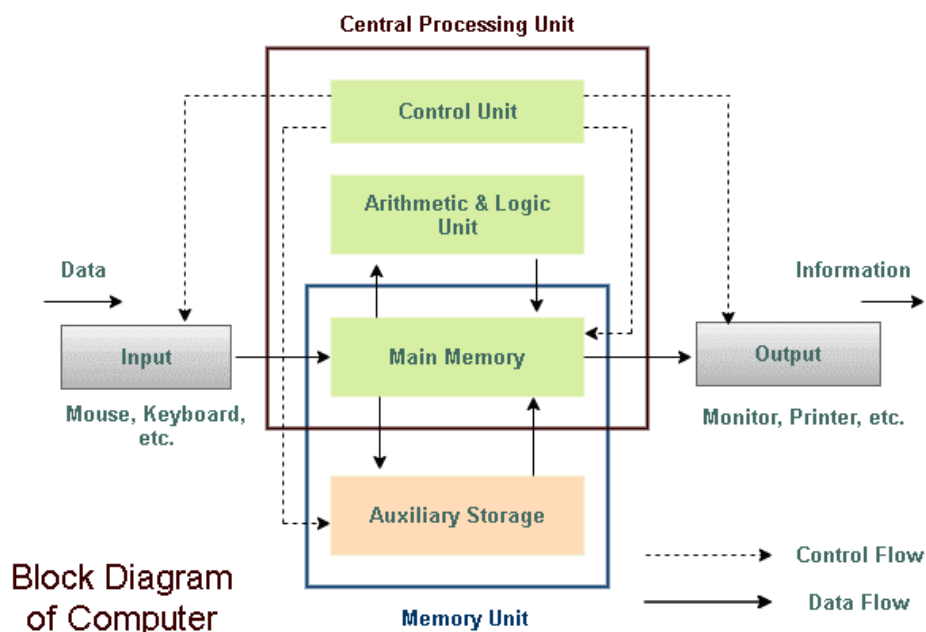 Central Processing Unit
Control Unit
Arithmetic & Logic
Unit
Data
Information
Input
Main Memory
Output
Mouse, Keyboard,
etc.
Monitor, Printer, etc.
Auxiliary Storage
Control Flow
Data Flow
Block Diagram
of Computer
Memory Unit